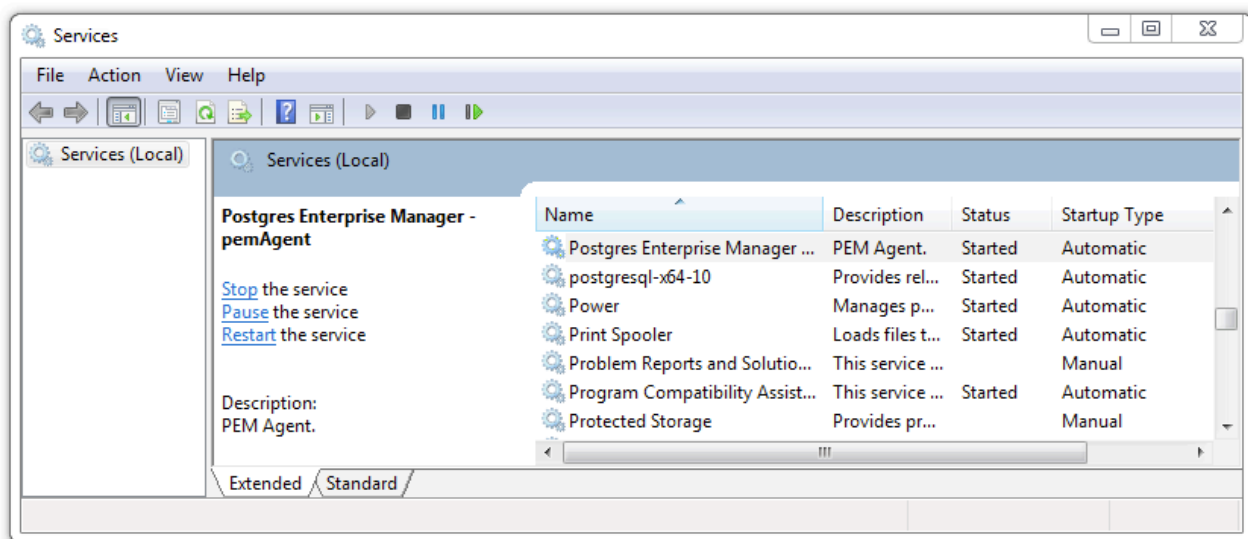 Services
File Action View Help
Services (Local)
Services (Local)
Postgres Enterprise Manager -
pemAgent
Stop the service
Pause the service
Restart the service
Description:
PEM Agent.
Name Description Status Startup Type
Postgres Enterprise Manager ... PEM Agent. Started Automatic
postgresql-x64-10 Provides rel... Started Automatic
Power Manages p... Started Automatic
Print Spooler Loads files t... Started Automatic
Problem Reports and Solutio... This service ... Manual
Program Compatibility Assist... This service ... Started Automatic
Protected Storage Provides pr... Manual
Extended Standard